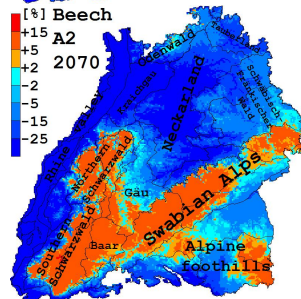 [%] Beech
+15 A2
+5 2070
+2
-2
-5
-15
-25
Odenwald
Tauberland
Kraichgau
Schwäbisch
Fränkischer
Wald
Rhine Valley
Neckarland
Northern
Schwarzwald
Gäu
Swabian Alps
Southern
Schwarzwald
Baar
Alpine
foothills